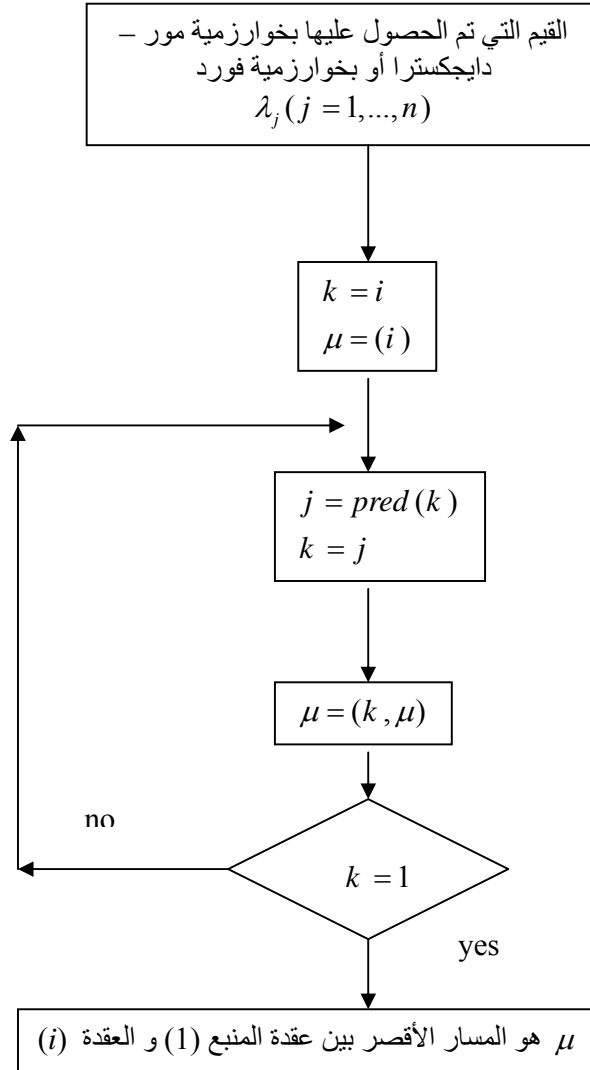 القيم التي تم الحصول عليها بخوارزمية مور –
دايجكسترا أو بخوارزمية فورد
λ_j (j = 1,...,n)
k = i
μ = (i)
j = pred(k)
k = j
μ = (k, μ)
no
k = 1
yes
μ هو المسار الأقصر بين عقدة المنبع (1) و العقدة (i)